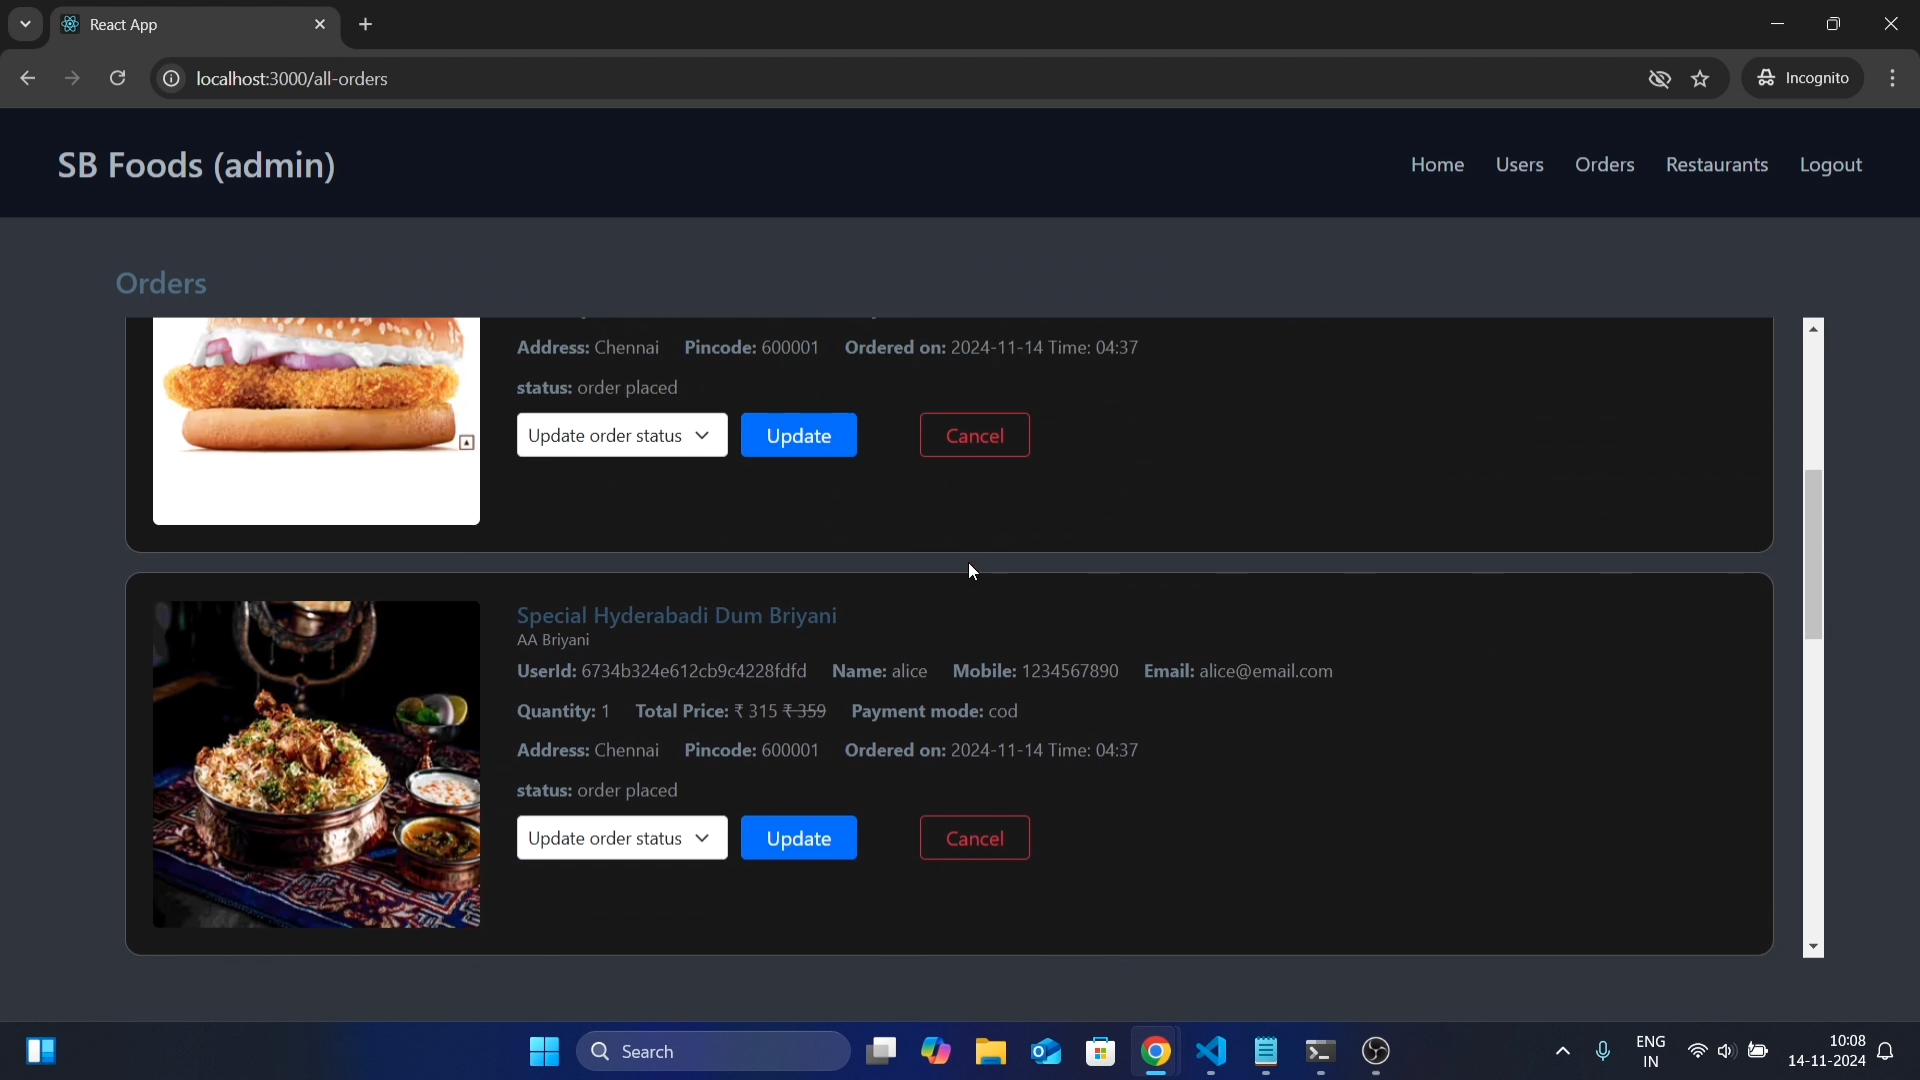 React App
localhost:3000/all-orders
Incognito
SB Foods (admin)
Home Users Orders Restaurants Logout
Orders
Address: Chennai Pincode: 600001 Ordered on: 2024-11-14 Time: 04:37
status: order placed
Update order status Update Cancel
Special Hyderabadi Dum Briyani
AA Briyani
UserId: 6734b324e612cb9c4228fdfd Name: alice Mobile: 1234567890 Email: alice@email.com
Quantity: 1 Total Price: ₹ 315 ₹ 359 Payment mode: cod
Address: Chennai Pincode: 600001 Ordered on: 2024-11-14 Time: 04:37
status: order placed
Update order status Update Cancel
Search
ENG
IN
10:08
14-11-2024